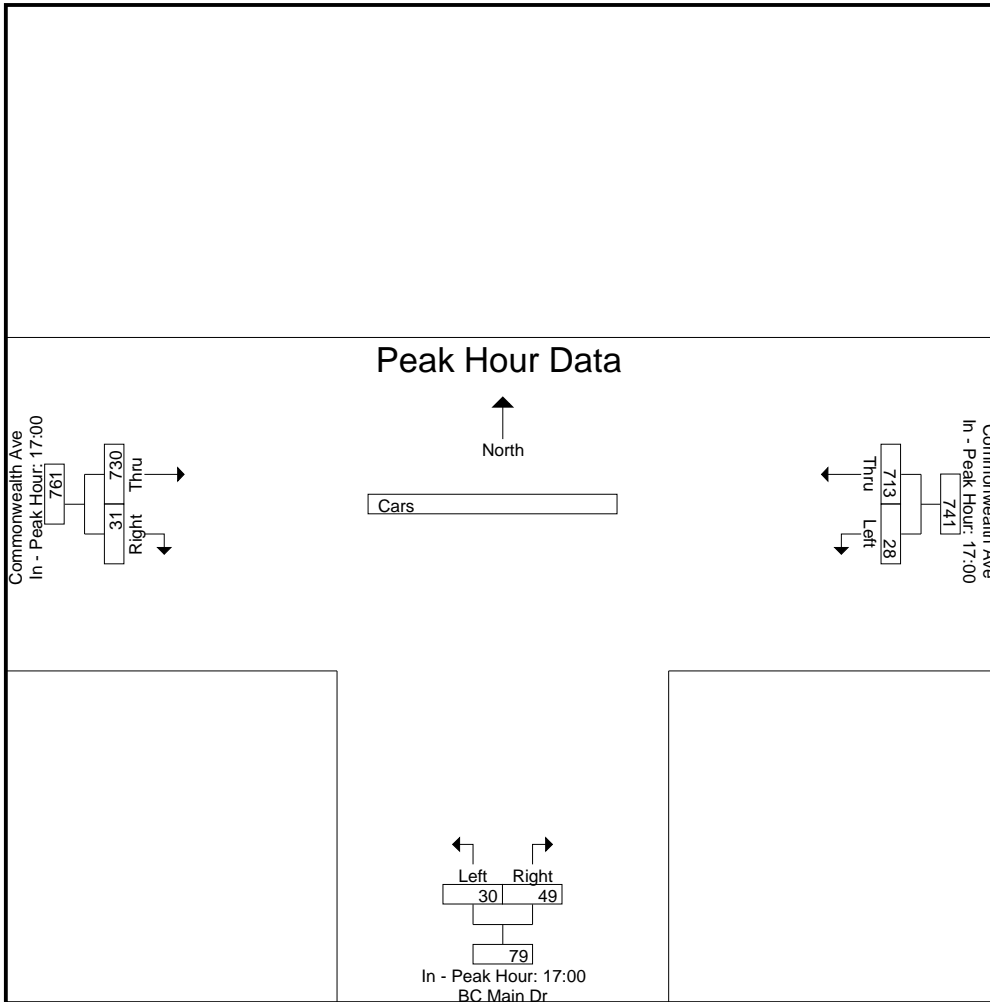 Peak Hour Data
North
Cars
Commonwealth Ave
In - Peak Hour: 17:00
761
730
31
Thru
Right
Commonwealth Ave
In - Peak Hour: 17:00
741
713
28
Thru
Left
Left Right
30 49
79
In - Peak Hour: 17:00
BC Main Dr